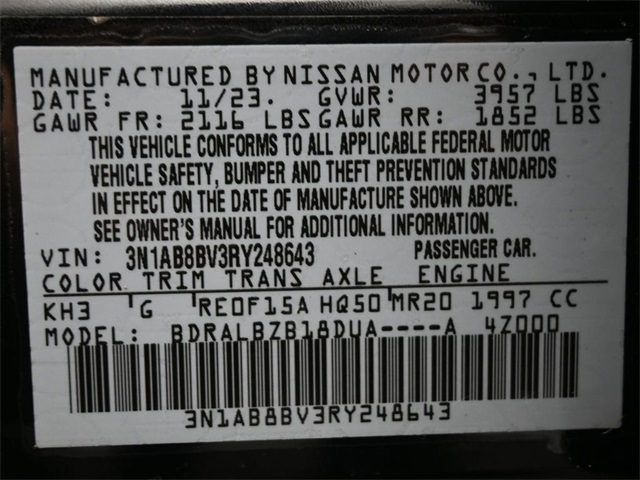 MANUFACTURED BY NISSAN MOTOR CO., LTD.
DATE: 11/23. GVWR: 3957 LBS
GAWR FR: 2116 LBS GAWR RR: 1852 LBS
THIS VEHICLE CONFORMS TO ALL APPLICABLE FEDERAL MOTOR
VEHICLE SAFETY, BUMPER AND THEFT PREVENTION STANDARDS
IN EFFECT ON THE DATE OF MANUFACTURE SHOWN ABOVE.
SEE OWNER'S MANUAL FOR ADDITIONAL INFORMATION.
VIN: 3N1AB8BV3RY248643 PASSENGER CAR.
COLOR TRIM TRANS AXLE ENGINE
KH3 G RE0F15A HQ50 MR20 1997 CC
MODEL: BDRALBZB18DUA----A 4Z000
3N1AB8BV3RY248643